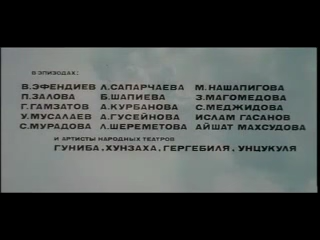 В ЭПИЗОДАХ:
В.ЭФЕНДИЕВ Л.САПАРЧАЕВА М.НАШАПИГОВА
П.ЗАЛОВА Б.ШАПИЕВА З.МАГОМЕДОВА
Г.ГАМЗАТОВ А.КУРБАНОВА С.МЕДЖИДОВА
У.МУСАЛАЕВ А.ГУСЕЙНОВА ИСЛАМ ГАСАНОВ
С.МУРАДОВА Л.ШЕРЕМЕТОВА АЙШАТ МАХСУДОВА
И АРТИСТЫ НАРОДНЫХ ТЕАТРОВ
ГУНИБА, ХУНЗАХА, ГЕРГЕБИЛЯ, УНЦУКУЛЯ